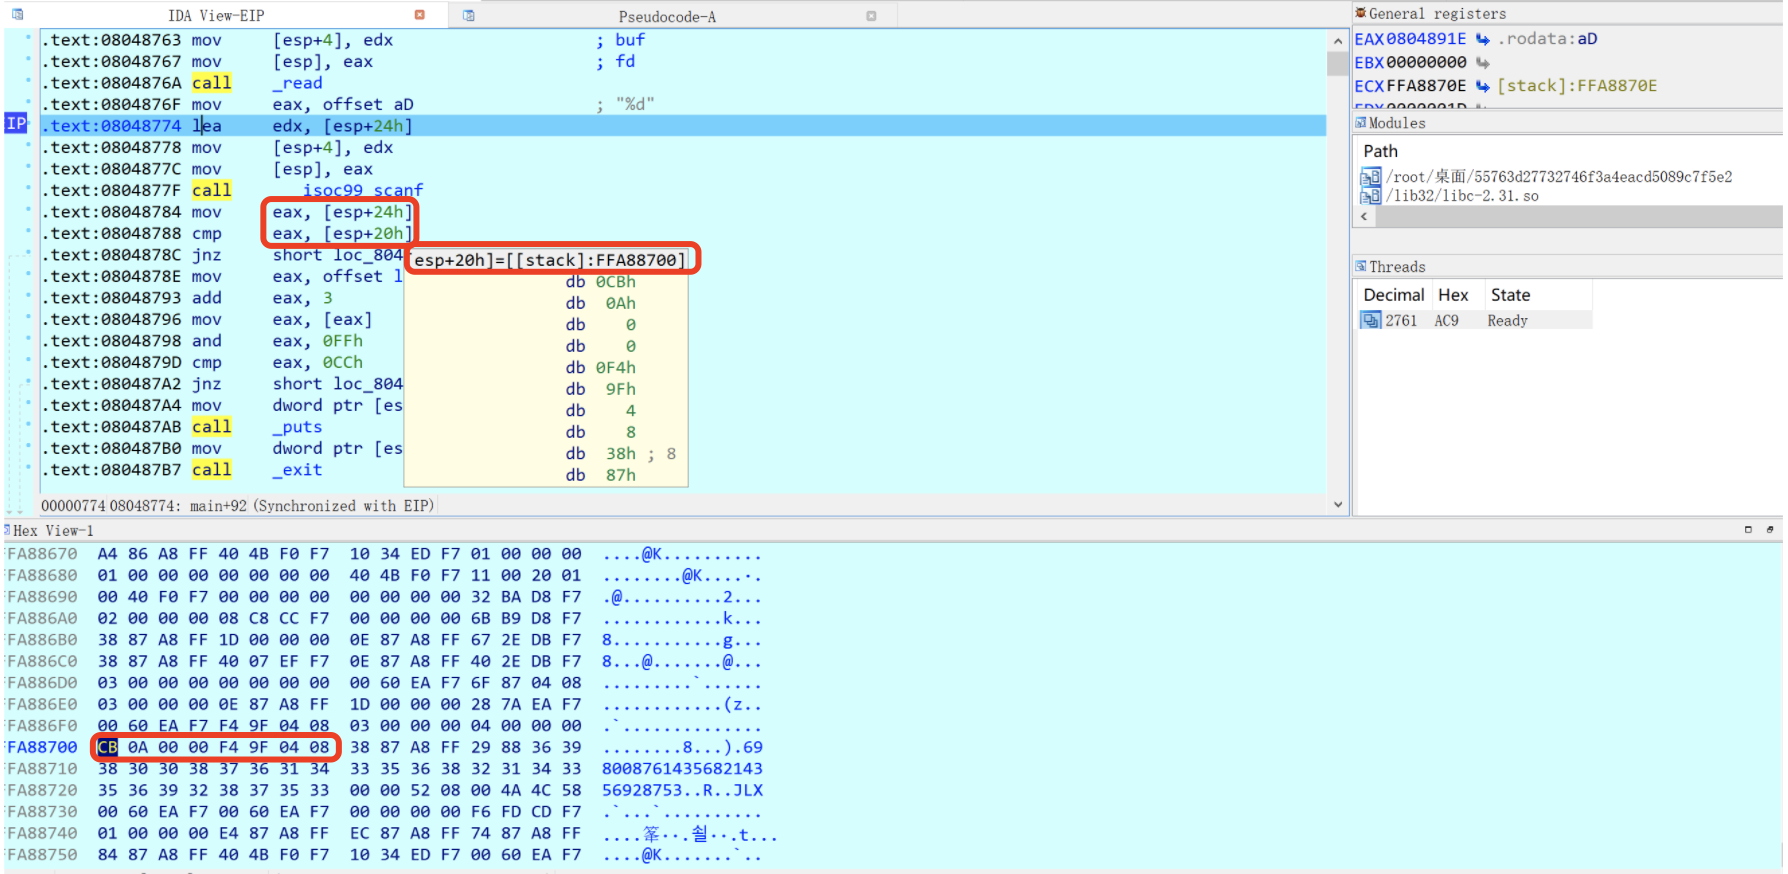 IDA View-EIP
Pseudocode-A
.text:08048763 mov [esp+4], edx ; buf
.text:08048767 mov [esp], eax ; fd
.text:0804876A call _read
.text:0804876F mov eax, offset aD ; "%d"
IP
.text:08048774 lea edx, [esp+24h]
.text:08048778 mov [esp+4], edx
.text:0804877C mov [esp], eax
.text:0804877F call isoc99_scanf
.text:08048784 mov eax, [esp+24h]
.text:08048788 cmp eax, [esp+20h]
.text:0804878C jnz short loc_804
.text:0804878E mov eax, offset l
.text:08048793 add eax, 3
.text:08048796 mov eax, [eax]
.text:08048798 and eax, 0FFh
.text:0804879D cmp eax, 0CCh
.text:080487A2 jnz short loc_804
.text:080487A4 mov dword ptr [es
.text:080487AB call _puts
.text:080487B0 mov dword ptr [es
.text:080487B7 call _exit
esp+20h]=[[stack]:FFA88700]
db 0CBh
db 0Ah
db 0
db 0
db 0F4h
db 9Fh
db 4
db 8
db 38h ; 8
db 87h
00000774 08048774: main+92 (Synchronized with EIP)
General registers
EAX 0804891E .rodata:aD
EBX 00000000
ECX FFA8870E [stack]:FFA8870E
EDX 0000001D
Modules
Path
/root/桌面/55763d27732746f3a4eacd5089c7f5e2
/lib32/libc-2.31.so
Threads
Decimal Hex State
2761 AC9 Ready
Hex View-1
FFA88670 A4 86 A8 FF 40 4B F0 F7 10 34 ED F7 01 00 00 00 ....@K..........
FFA88680 01 00 00 00 00 00 00 00 40 4B F0 F7 11 00 20 01 ........@K.....
FFA88690 00 40 F0 F7 00 00 00 00 00 00 00 00 32 BA D8 F7 .@..........2...
FFA886A0 02 00 00 00 08 C8 CC F7 00 00 00 00 6B B9 D8 F7 ............k...
FFA886B0 38 87 A8 FF 1D 00 00 00 0E 87 A8 FF 67 2E DB F7 8...........g...
FFA886C0 38 87 A8 FF 40 07 EF F7 0E 87 A8 FF 40 2E DB F7 8...@.......@...
FFA886D0 03 00 00 00 00 00 00 00 00 60 EA F7 6F 87 04 08 .........`......
FFA886E0 03 00 00 00 0E 87 A8 FF 1D 00 00 00 28 7A EA F7 ............(z..
FFA886F0 00 60 EA F7 F4 9F 04 08 03 00 00 00 04 00 00 00 .`..............
FFA88700 CB 0A 00 00 F4 9F 04 08 38 87 A8 FF 29 88 36 39 ........8...).69
FFA88710 38 30 30 38 37 36 31 34 33 35 36 38 32 31 34 33 8008761435682143
FFA88720 35 36 39 32 38 37 35 33 00 00 52 08 00 4A 4C 58 56928753..R..JLX
FFA88730 00 60 EA F7 00 60 EA F7 00 00 00 00 F6 FD CD F7 .`...`..........
FFA88740 01 00 00 00 E4 87 A8 FF EC 87 A8 FF 74 87 A8 FF
FFA88750 84 87 A8 FF 40 4B F0 F7 10 34 ED F7 00 60 EA F7 ....@K.......`..